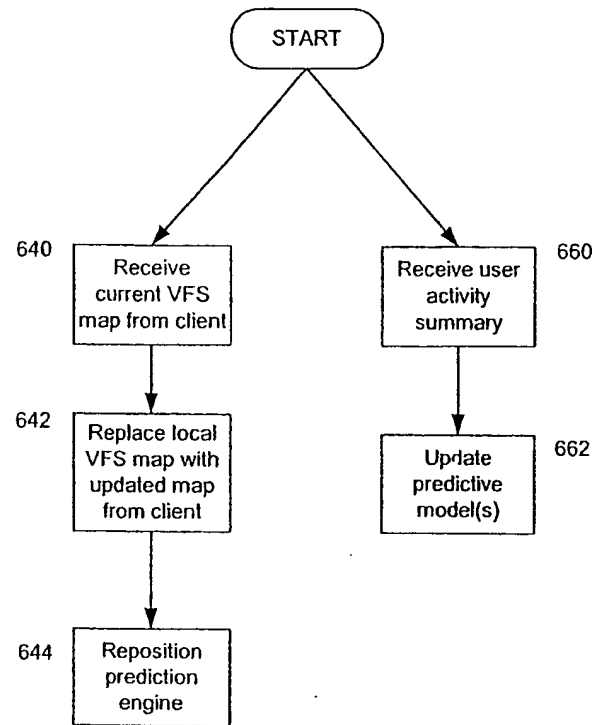 START
640
Receive
current VFS
map from client
660
Receive user
activity
summary
642
Replace local
VFS map with
updated map
from client
662
Update
predictive
model(s)
644
Reposition
prediction
engine